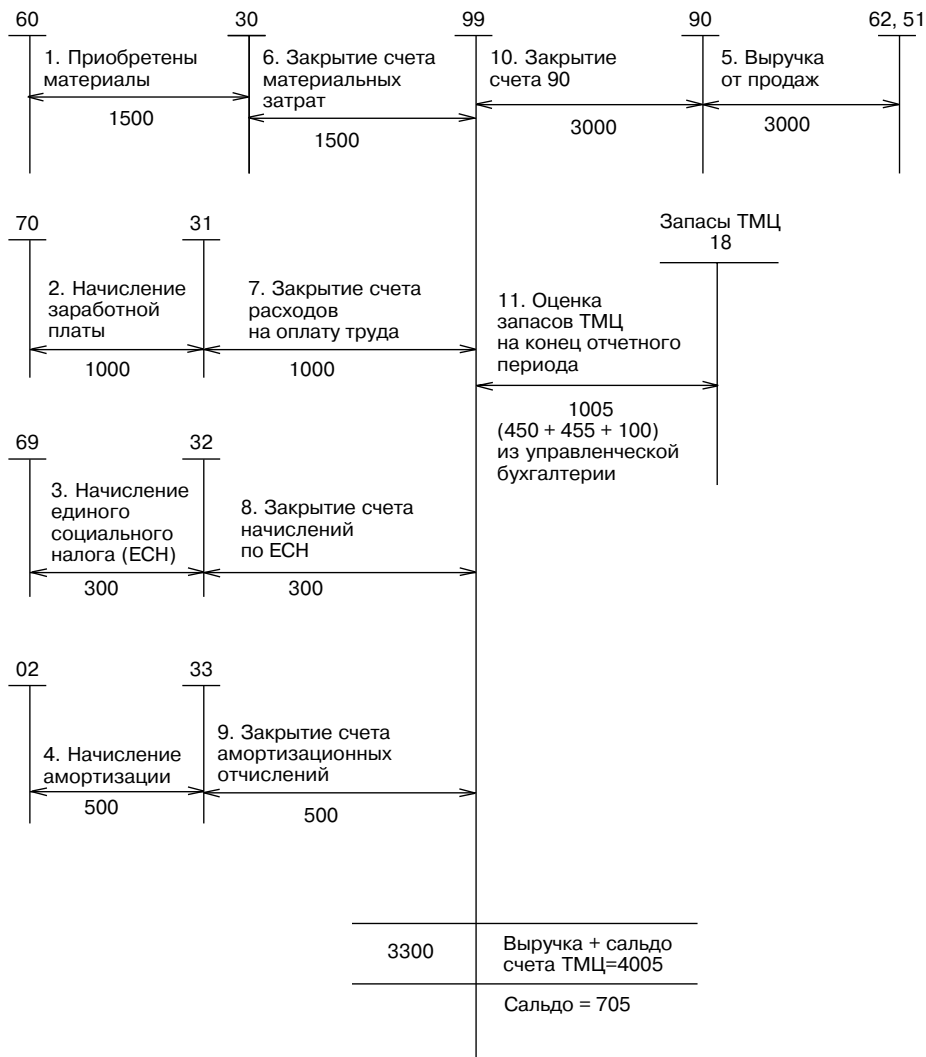 60
30
99
90
62, 51
1. Приобретены
материалы
1500
6. Закрытие счета
материальных
затрат
1500
10. Закрытие
счета 90
3000
5. Выручка
от продаж
3000
70
31
Запасы ТМЦ
18
2. Начисление
заработной
платы
1000
7. Закрытие счета
расходов
на оплату труда
1000
11. Оценка
запасов ТМЦ
на конец отчетного
периода
1005
(450 + 455 + 100)
из управленческой
бухгалтерии
69
32
3. Начисление
единого
социального
налога (ЕСН)
300
8. Закрытие счета
начислений
по ЕСН
300
02
33
4. Начисление
амортизации
500
9. Закрытие счета
амортизационных
отчислений
500
3300
Выручка + сальдо
счета ТМЦ=4005
Сальдо = 705